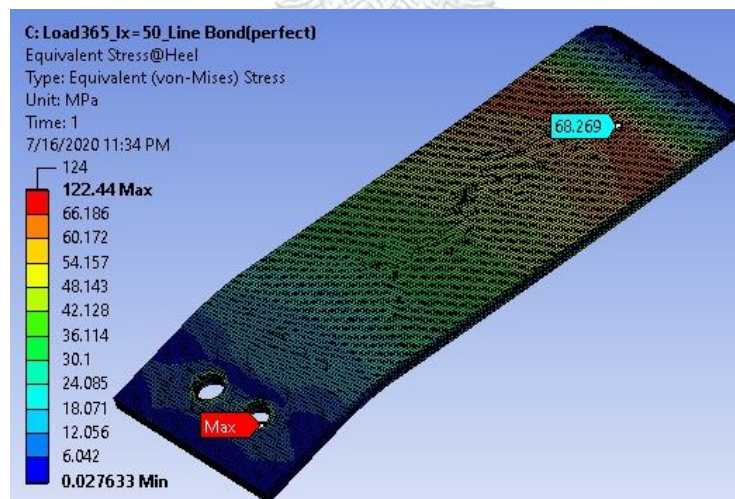 C: Load365_lx=50_Line Bond(perfect)
Equivalent Stress@Heel
Type: Equivalent (von-Mises) Stress
Unit: MPa
Time: 1
7/16/2020 11:34 PM
124
122.44 Max
66.186
60.172
54.157
48.143
42.128
36.114
30.1
24.085
18.071
12.056
6.042
0.027633 Min
68.269
Max